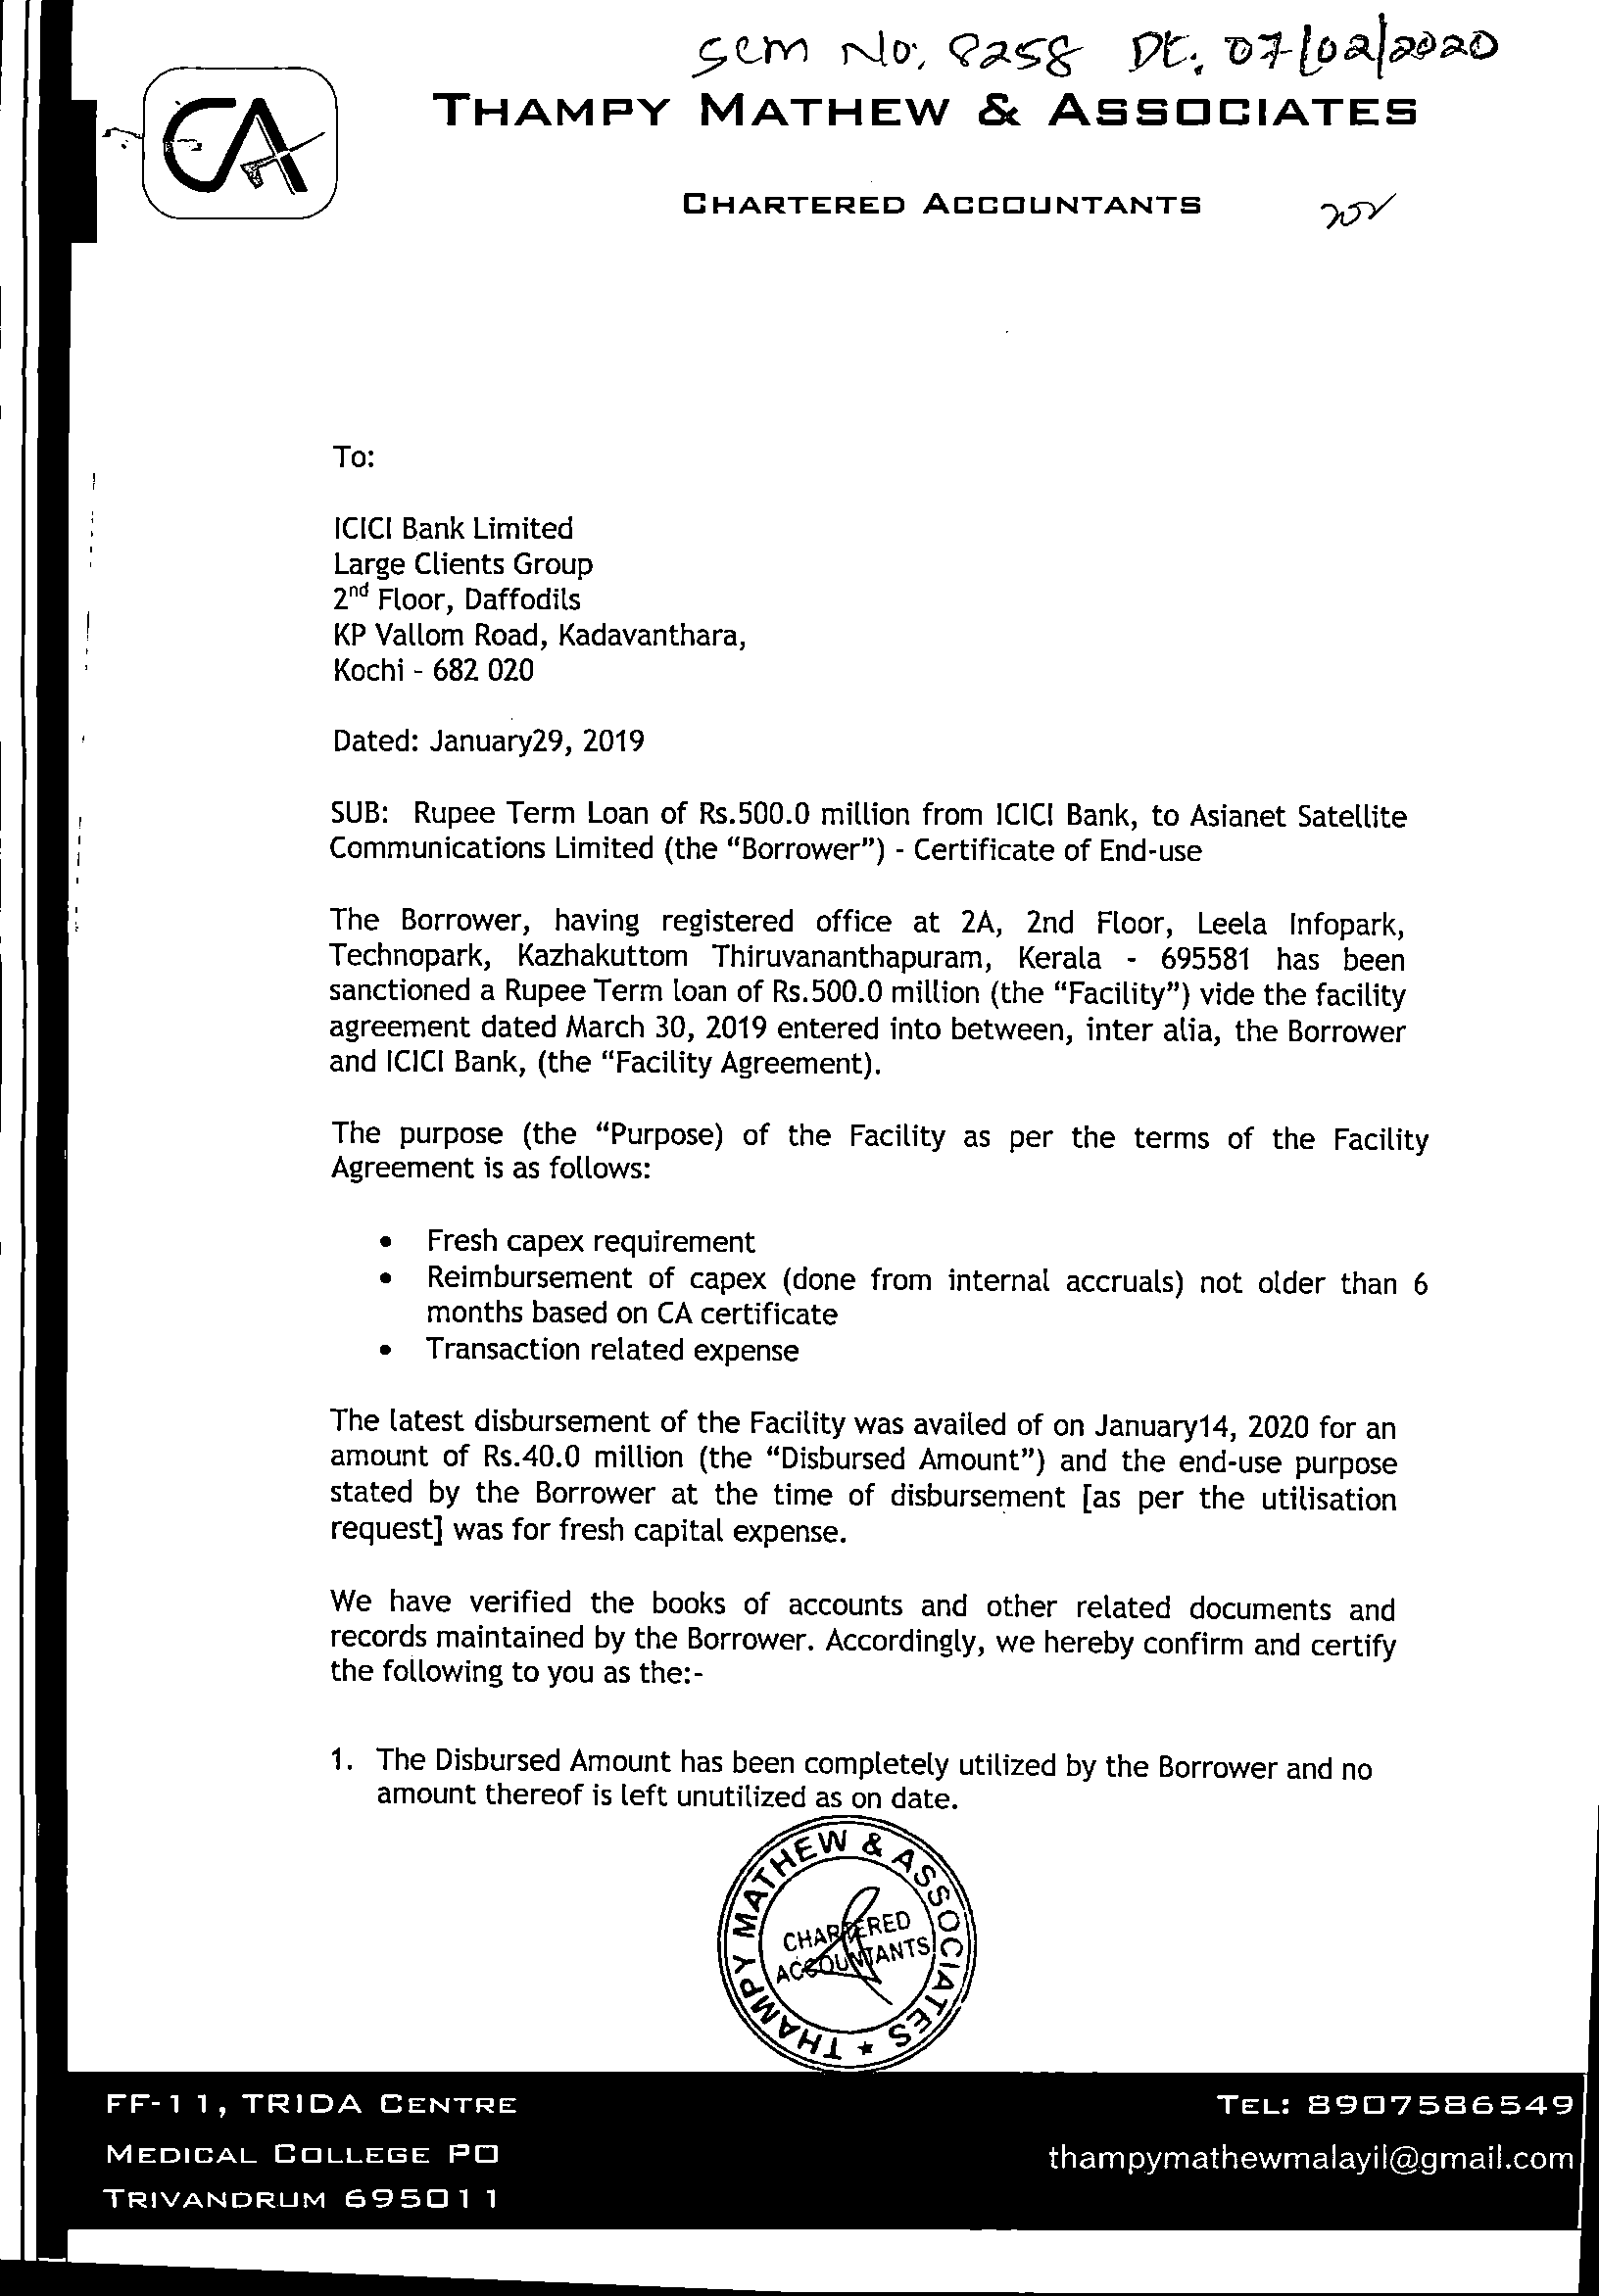 scm No: 8258 Dt. 07/02/2020
CA
THAMPY MATHEW & ASSOCIATES
CHARTERED ACCOUNTANTS
To:
ICICI Bank Limited
Large Clients Group
2nd Floor, Daffodils
KP Vallom Road, Kadavanthara,
Kochi - 682 020
Dated: January29, 2019
SUB: Rupee Term Loan of Rs.500.0 million from ICICI Bank, to Asianet Satellite
Communications Limited (the “Borrower”) - Certificate of End-use
The Borrower, having registered office at 2A, 2nd Floor, Leela Infopark,
Technopark, Kazhakuttom Thiruvananthapuram, Kerala - 695581 has been
sanctioned a Rupee Term loan of Rs.500.0 million (the “Facility”) vide the facility
agreement dated March 30, 2019 entered into between, inter alia, the Borrower
and ICICI Bank, (the “Facility Agreement).
The purpose (the “Purpose) of the Facility as per the terms of the Facility
Agreement is as follows:
• Fresh capex requirement
• Reimbursement of capex (done from internal accruals) not older than 6
months based on CA certificate
• Transaction related expense
The latest disbursement of the Facility was availed of on January14, 2020 for an
amount of Rs.40.0 million (the “Disbursed Amount”) and the end-use purpose
stated by the Borrower at the time of disbursement [as per the utilisation
request] was for fresh capital expense.
We have verified the books of accounts and other related documents and
records maintained by the Borrower. Accordingly, we hereby confirm and certify
the following to you as the:-
1. The Disbursed Amount has been completely utilized by the Borrower and no
amount thereof is left unutilized as on date.
THAMPY MATHEW & ASSOCIATES ★
CHARTERED
ACCOUNTANTS
FF-11, TRIDA CENTRE
MEDICAL COLLEGE PO
TRIVANDRUM 695011
TEL: 8907586549
thampymathewmalayil@gmail.com